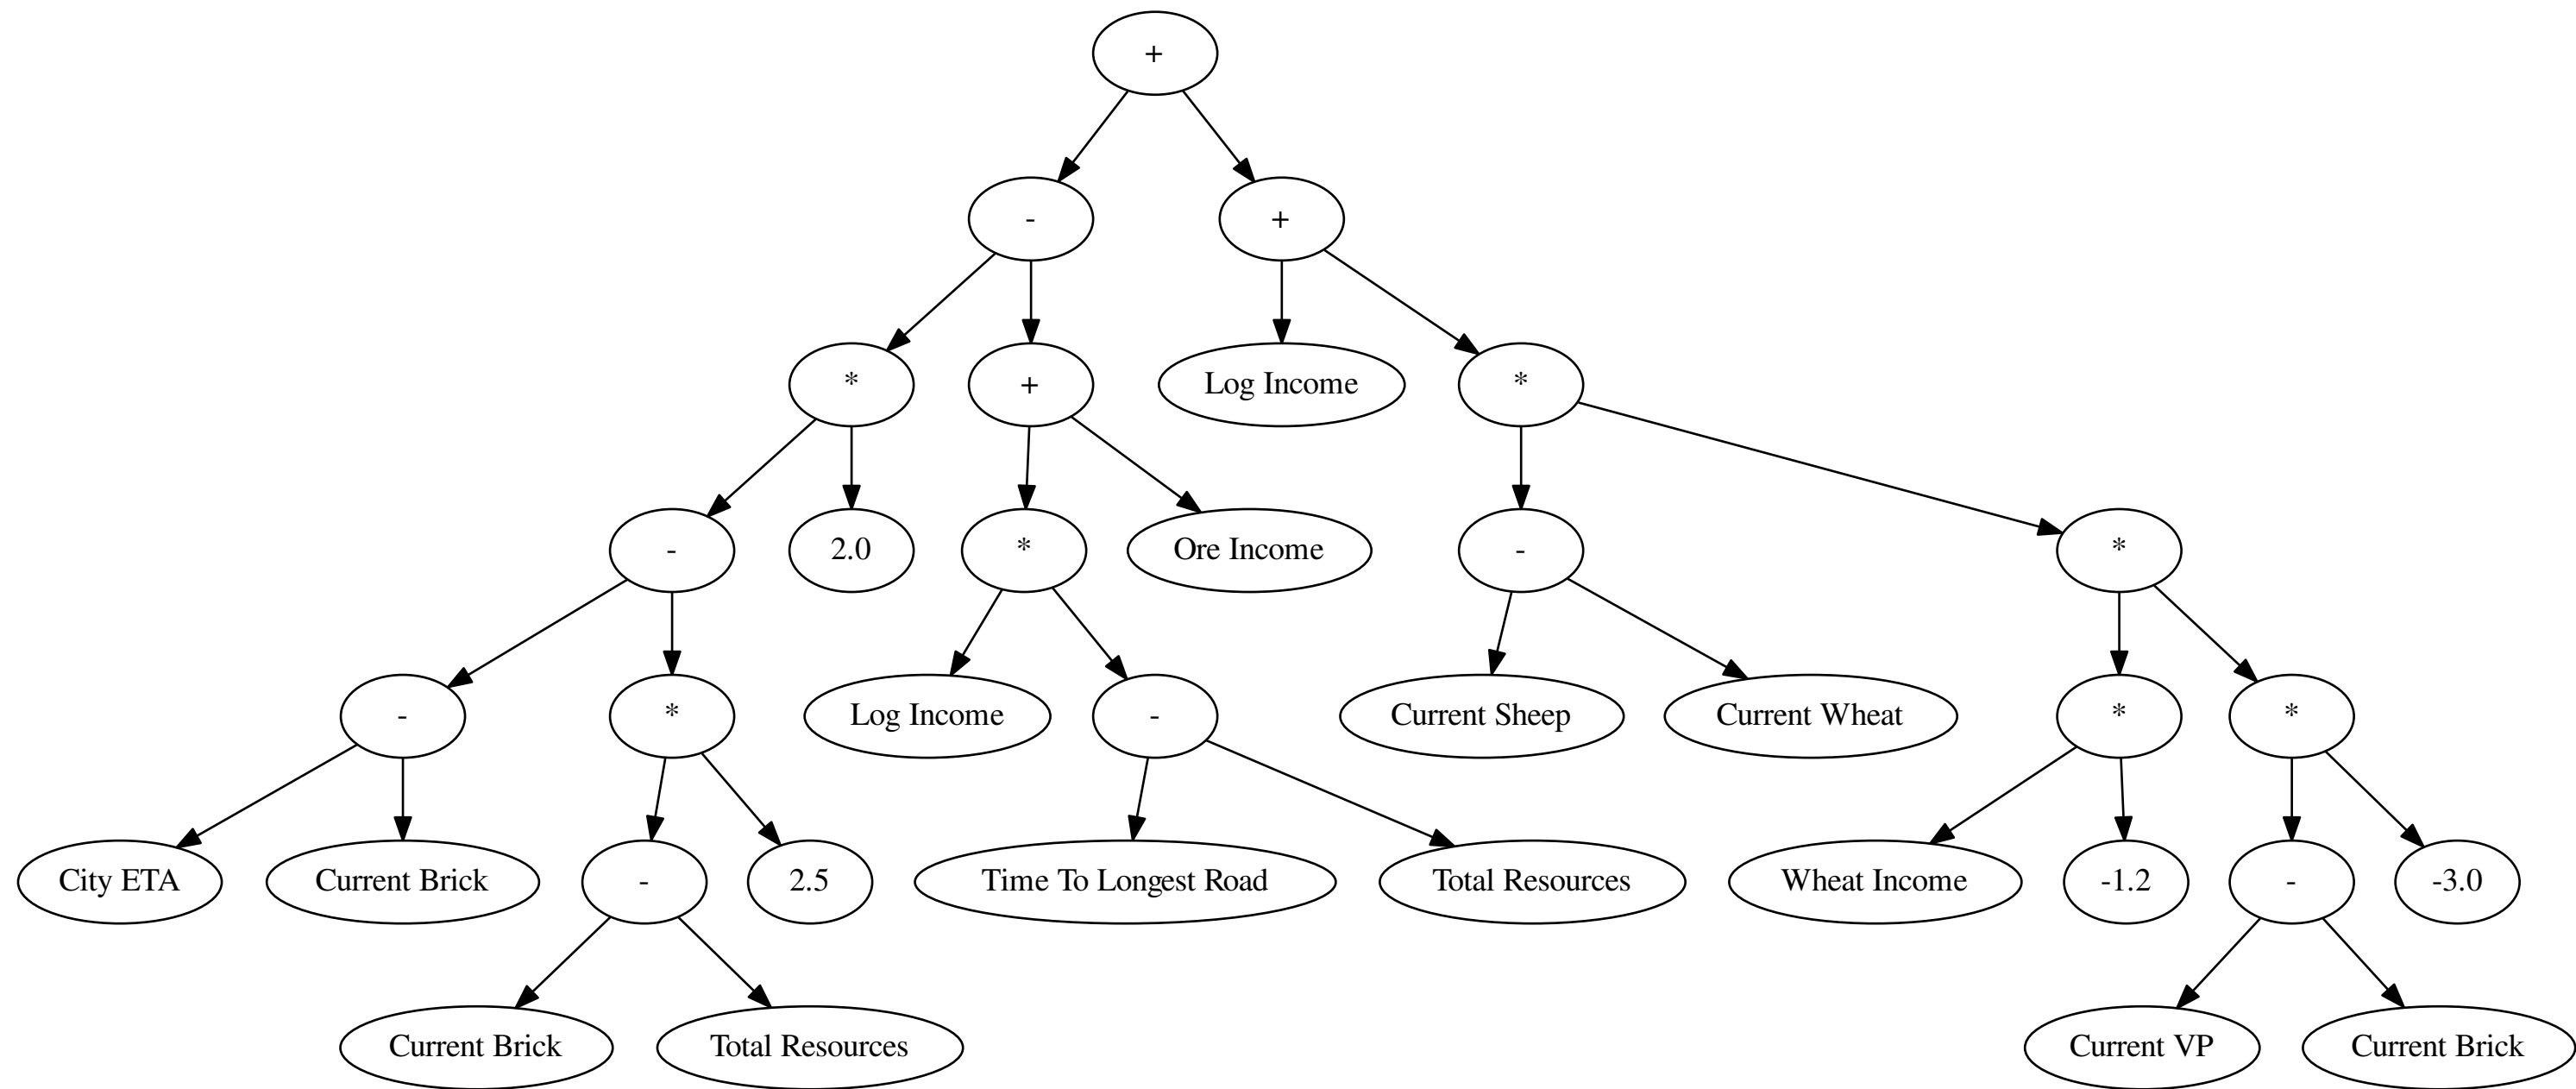 +
-
+
*
+
Log Income
*
-
2.0
*
Ore Income
-
*
-
*
Log Income
-
Current Sheep
Current Wheat
*
*
City ETA
Current Brick
-
2.5
Time To Longest Road
Total Resources
Wheat Income
-1.2
-
-3.0
Current Brick
Total Resources
Current VP
Current Brick